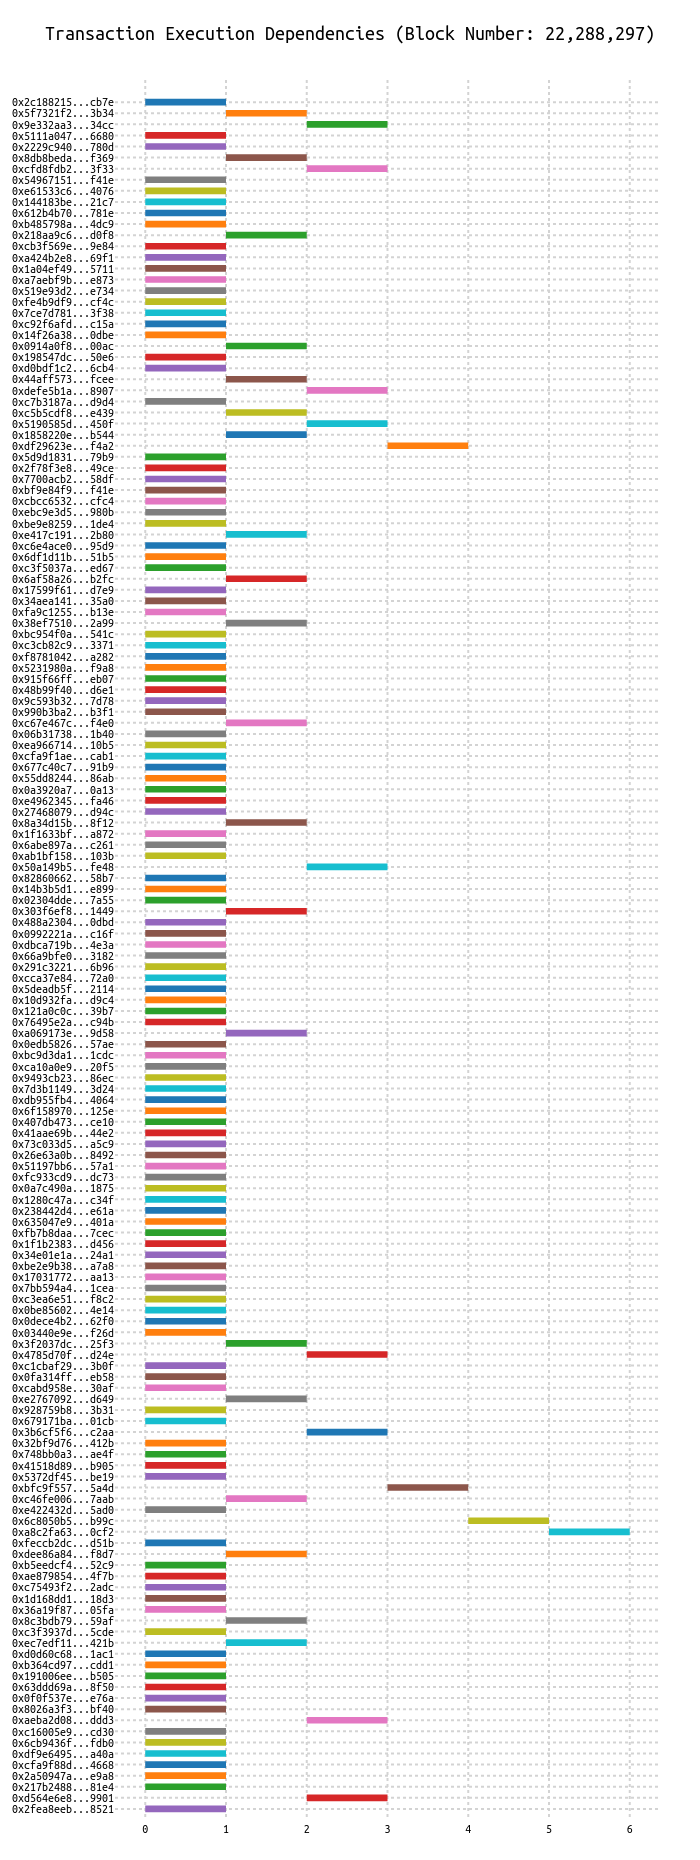 Transaction Execution Dependencies (Block Number: 22,288,297)
0x2c188215...cb7e
0x5f7321f2...3b34
0x9e332aa3...34cc
0x5111a047...6680
0x2229c940...780d
0x8db8beda...f369
0xcfd8fdb2...3f33
0x54967151...f41e
0xe61533c6...4076
0x144183be...21c7
0x612b4b70...781e
0xb485798a...4dc9
0x218aa9c6...d0f8
0xcb3f569e...9e84
0xa424b2e8...69f1
0x1a04ef49...5711
0xa7aebf9b...e873
0x519e93d2...e734
0xfe4b9df9...cf4c
0x7ce7d781...3f38
0xc92f6afd...c15a
0x14f26a38...0dbe
0x0914a0f8...00ac
0x198547dc...50e6
0xd0bdf1c2...6cb4
0x44aff573...fcee
0xdefe5b1a...8907
0xc7b3187a...d9d4
0xc5b5cdf8...e439
0x5190585d...450f
0x1858220e...b544
0xdf29623e...f4a2
0x5d9d1831...79b9
0x2f78f3e8...49ce
0x7700acb2...58df
0xbf9e84f9...f41e
0xcbcc6532...cfc4
0xebc9e3d5...980b
0xbe9e8259...1de4
0xe417c191...2b80
0xc6e4ace0...95d9
0x6df1d11b...51b5
0xc3f5037a...ed67
0x6af58a26...b2fc
0x17599f61...d7e9
0x34aea141...35a0
0xfa9c1255...b13e
0x38ef7510...2a99
0xbc954f0a...541c
0xc3cb82c9...3371
0xf8781042...a282
0x5231980a...f9a8
0x915f66ff...eb07
0x48b99f40...d6e1
0x9c593b32...7d78
0x990b3ba2...b3f1
0xc67e467c...f4e0
0x06b31738...1b40
0xea966714...10b5
0xcfa9f1ae...cab1
0x677c40c7...91b9
0x55dd8244...86ab
0x0a3920a7...0a13
0xe4962345...fa46
0x27468079...d94c
0x8a34d15b...8f12
0x1f1633bf...a872
0x6abe897a...c261
0xab1bf158...103b
0x50a149b5...fe48
0x82860662...58b7
0x14b3b5d1...e899
0x02304dde...7a55
0x303f6ef8...1449
0x488a2304...0dbd
0x0992221a...c16f
0xdbca719b...4e3a
0x66a9bfe0...3182
0x291c3221...6b96
0xcca37e84...72a0
0x5deadb5f...2114
0x10d932fa...d9c4
0x121a0c0c...39b7
0x76495e2a...c94b
0xa069173e...9d58
0x0edb5826...57ae
0xbc9d3da1...1cdc
0xca10a0e9...20f5
0x9493cb23...86ec
0x7d3b1149...3d24
0xdb955fb4...4064
0x6f158970...125e
0x407db473...ce10
0x41aae69b...44e2
0x73c033d5...a5c9
0x26e63a0b...8492
0x51197bb6...57a1
0xfc933cd9...dc73
0x0a7c490a...1875
0x1280c47a...c34f
0x238442d4...e61a
0x635047e9...401a
0xfb7b8daa...7cec
0x1f1b2383...d456
0x34e01e1a...24a1
0xbe2e9b38...a7a8
0x17031772...aa13
0x7bb594a4...1cea
0xc3ea6e51...f8c2
0x0be85602...4e14
0x0dece4b2...62f0
0x03440e9e...f26d
0x3f2037dc...25f3
0x4785d70f...d24e
0xc1cbaf29...3b0f
0x0fa314ff...eb58
0xcabd958e...30af
0xe2767092...d649
0x928759b8...3b31
0x679171ba...01cb
0x3b6cf5f6...c2aa
0x32bf9d76...412b
0x748bb0a3...ae4f
0x41518d89...b905
0x5372df45...be19
0xbfc9f557...5a4d
0xc46fe006...7aab
0xe422432d...5ad0
0x6c8050b5...b99c
0xa8c2fa63...0cf2
0xfeccb2dc...d51b
0xdee86a84...f8d7
0xb5eedcf4...52c9
0xae879854...4f7b
0xc75493f2...2adc
0x1d168dd1...18d3
0x36a19f87...05fa
0x8c3bdb79...59af
0xc3f3937d...5cde
0xec7edf11...421b
0xd0d60c68...1ac1
0xb364cd97...cdd1
0x191006ee...b505
0x63ddd69a...8f50
0x0f0f537e...e76a
0x8026a3f3...bf40
0xaeba2d08...ddd3
0xc16005e9...cd30
0x6cb9436f...fdb0
0xdf9e6495...a40a
0xcfa9f88d...4668
0x2a50947a...e9a8
0x217b2488...81e4
0xd564e6e8...9901
0x2fea8eeb...8521
0 1 2 3 4 5 6